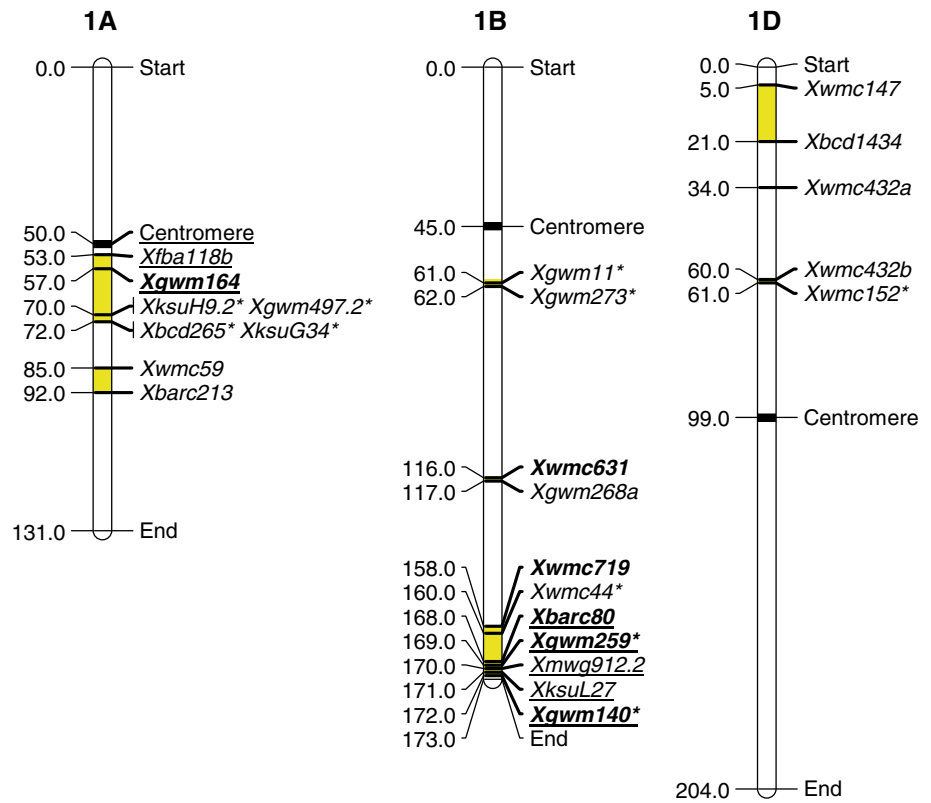 1A
0.0 Start
50.0 Centromere
53.0 Xfba118b
57.0 Xgwm164
70.0 XksuH9.2* Xgwm497.2*
72.0 Xbcd265* XksuG34*
85.0 Xwmc59
92.0 Xbarc213
131.0 End
1B
0.0 Start
45.0 Centromere
61.0 Xgwm11*
62.0 Xgwm273*
116.0 Xwmc631
117.0 Xgwm268a
158.0 Xwmc719
160.0 Xwmc44*
168.0 Xbarc80
169.0 Xgwm259*
170.0 Xmwg912.2
171.0 XksuL27
172.0 Xgwm140*
173.0 End
1D
0.0 Start
5.0 Xwmc147
21.0 Xbcd1434
34.0 Xwmc432a
60.0 Xwmc432b
61.0 Xwmc152*
99.0 Centromere
204.0 End